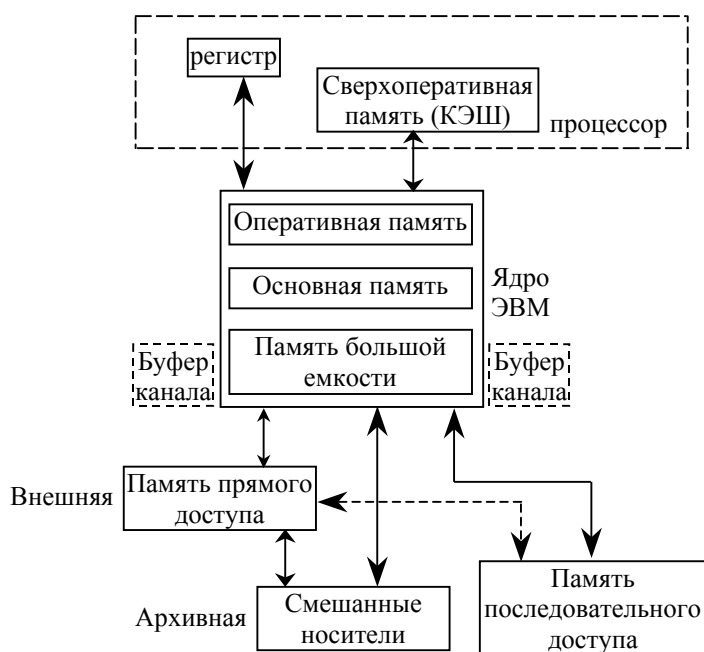 регистр
Сверхоперативная
память (КЭШ)
процессор
Оперативная память
Основная память
Ядро
ЭВМ
Память большой
емкости
Буфер
канала
Буфер
канала
Внешняя
Память прямого
доступа
Архивная
Смешанные
носители
Память
последовательного
доступа